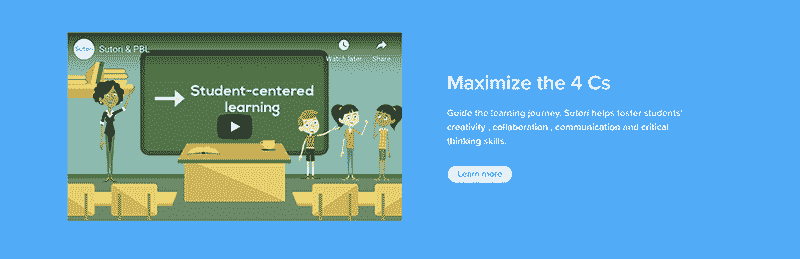 Sutori
Sutori & PBL
Watch later
Share
Student-centered
learning
Maximize the 4 Cs
Guide the learning journey. Sutori helps foster students'
creativity , collaboration , communication and critical
thinking skills.
Learn more